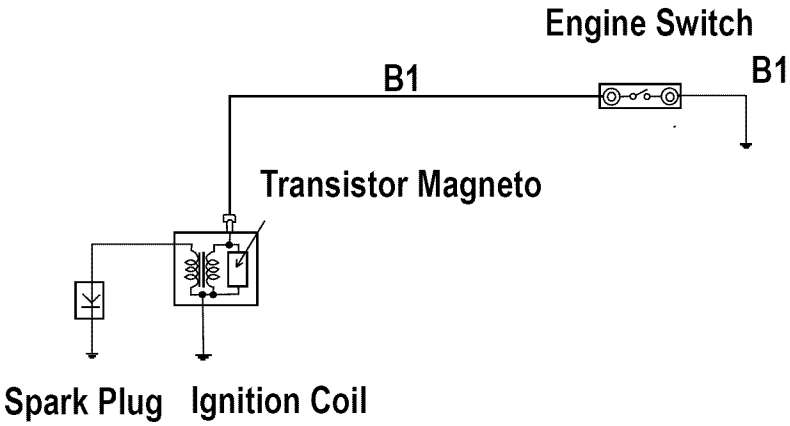 Engine Switch
B1
B1
Transistor Magneto
Spark Plug
Ignition Coil